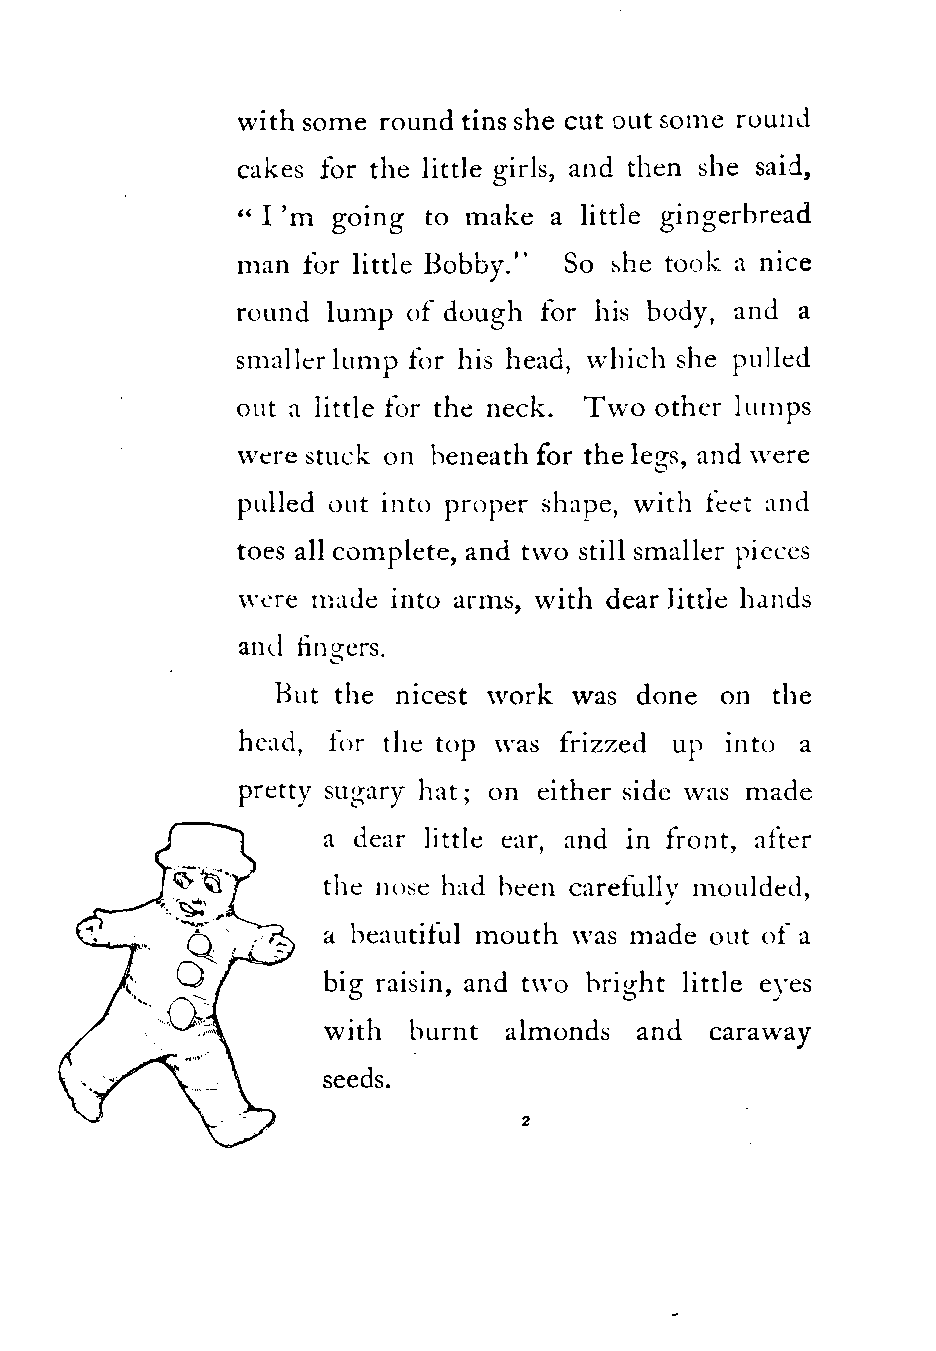 with some round tins she cut out some round
cakes for the little girls, and then she said,
“ I ’m going to make a little gingerbread
man for little Bobby.” So she took a nice
round lump of dough for his body, and a
smaller lump for his head, which she pulled
out a little for the neck. Two other lumps
were stuck on beneath for the legs, and were
pulled out into proper shape, with feet and
toes all complete, and two still smaller pieces
were made into arms, with dear little hands
and fingers.
But the nicest work was done on the
head, for the top was frizzed up into a
pretty sugary hat; on either side was made
a dear little ear, and in front, after
the nose had been carefully moulded,
a beautiful mouth was made out of a
big raisin, and two bright little eyes
with burnt almonds and caraway
seeds.
2